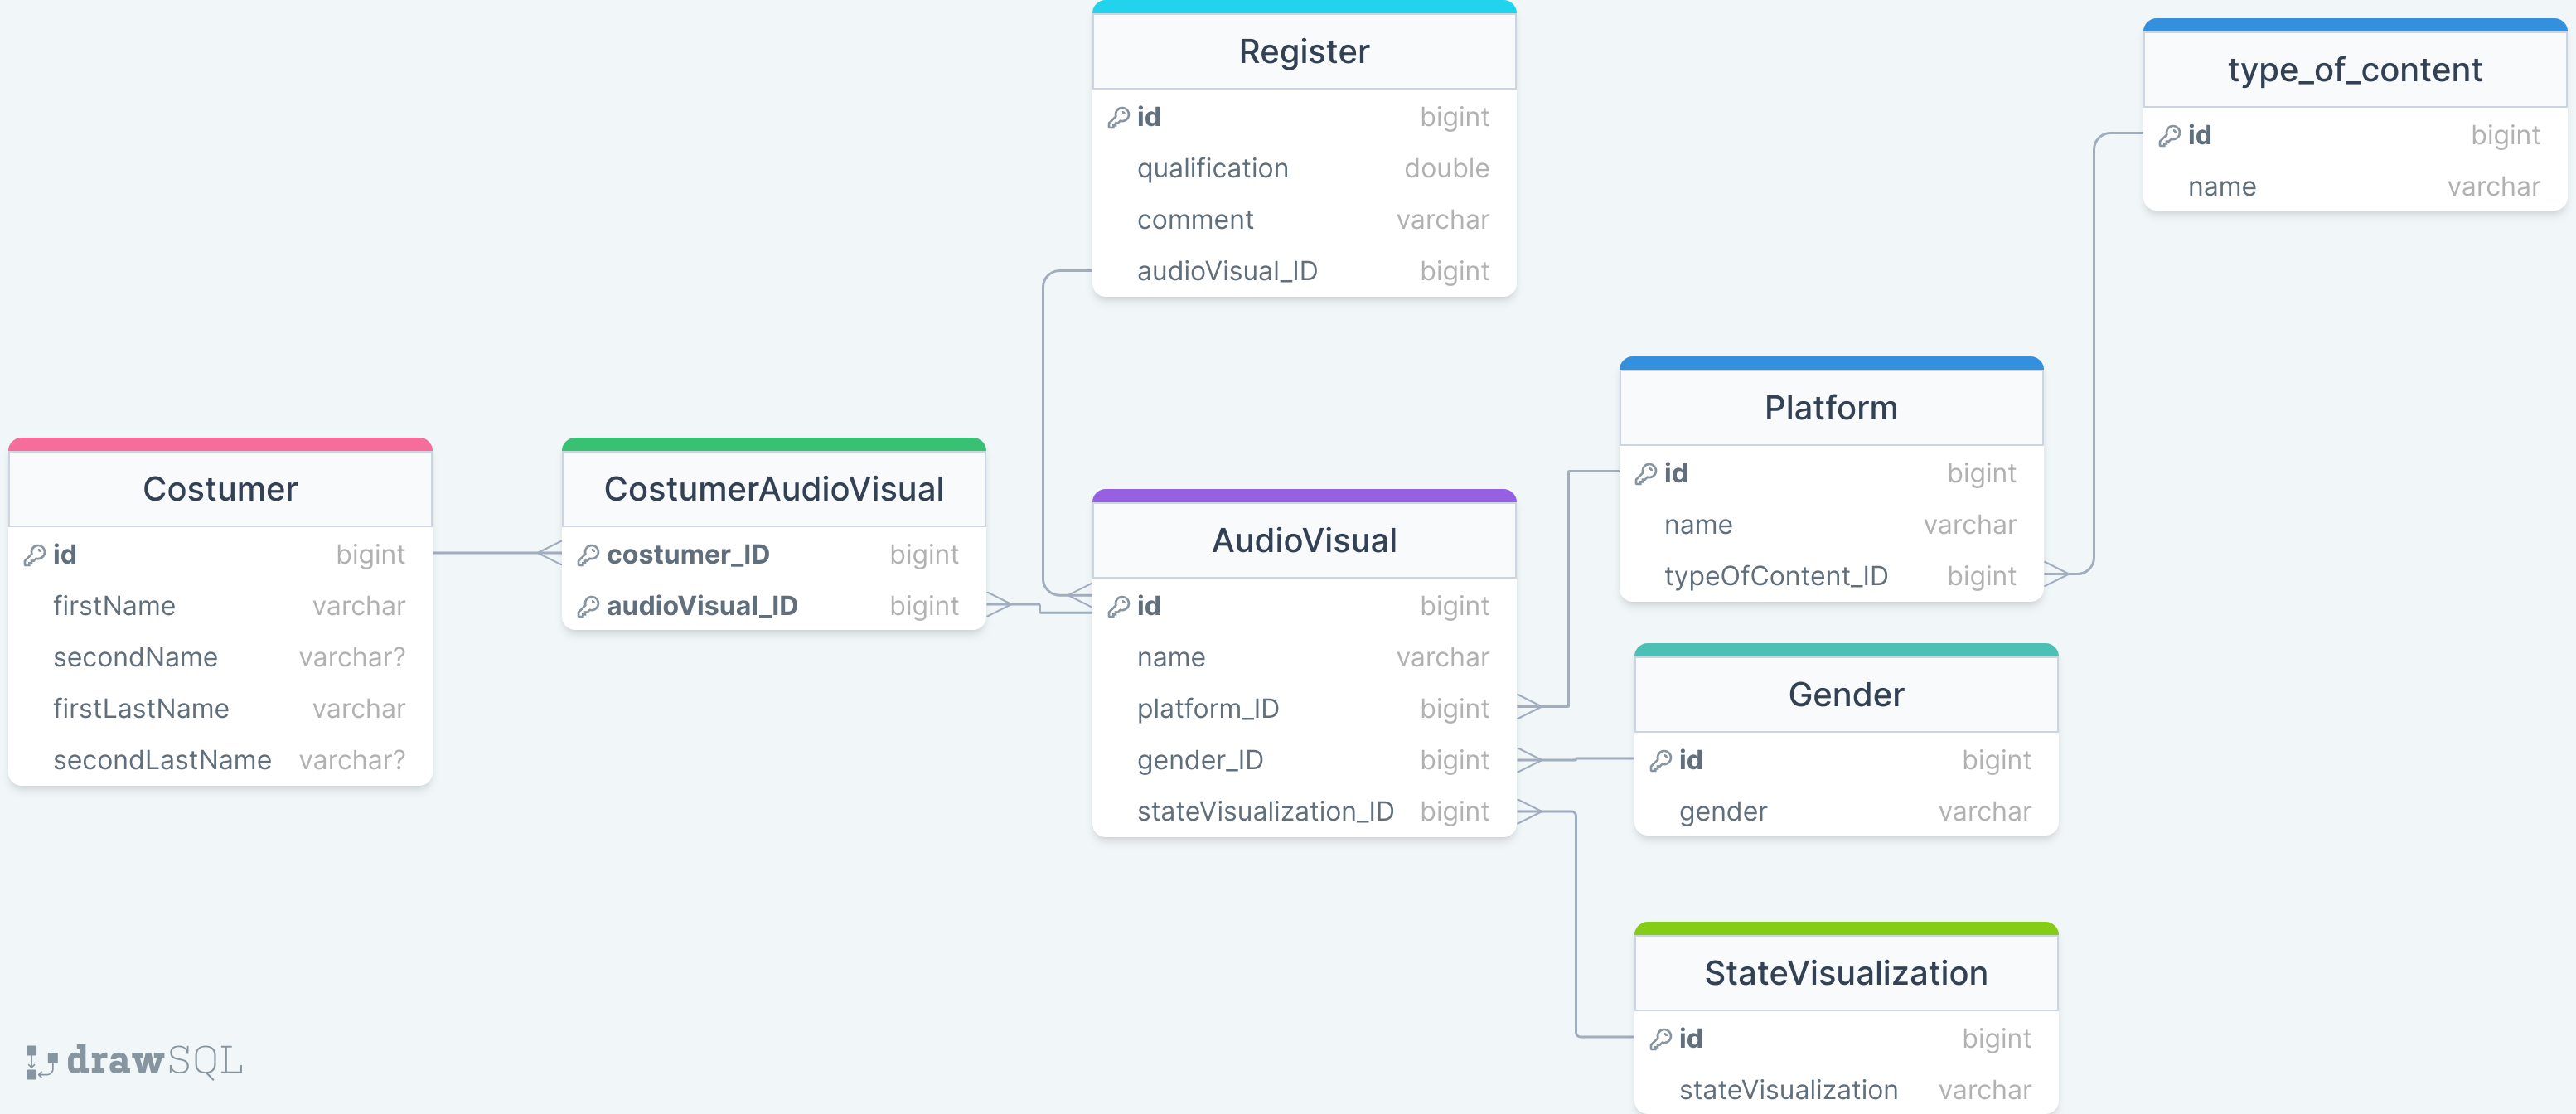 Register
id bigint
qualification double
comment varchar
audioVisual_ID bigint
type_of_content
id bigint
name varchar
Platform
id bigint
name varchar
typeOfContent_ID bigint
Costumer
id bigint
firstName varchar
secondName varchar?
firstLastName varchar
secondLastName varchar?
CostumerAudioVisual
costumer_ID bigint
audioVisual_ID bigint
AudioVisual
id bigint
name varchar
platform_ID bigint
gender_ID bigint
stateVisualization_ID bigint
Gender
id bigint
gender varchar
StateVisualization
id bigint
stateVisualization varchar
drawSQL